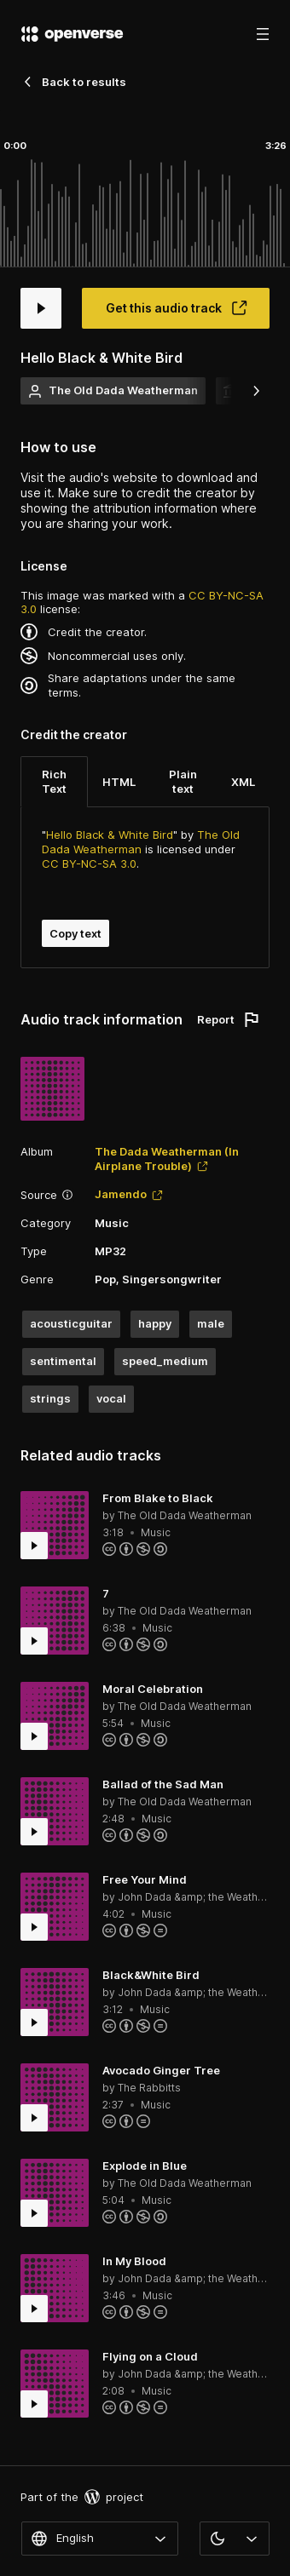 openverse
Back to results
0:00 3:26
Get this audio track
Hello Black & White Bird
The Old Dada Weatherman
How to use
Visit the audio's website to download and
use it. Make sure to credit the creator by
showing the attribution information where
you are sharing your work.
License
This image was marked with a CC BY-NC-SA
3.0 license:
Credit the creator.
Noncommercial uses only.
Share adaptations under the same
terms.
Credit the creator
Rich
Text
HTML
Plain
text
XML
"Hello Black & White Bird" by The Old
Dada Weatherman is licensed under
CC BY-NC-SA 3.0.
Copy text
Audio track information Report
Album The Dada Weatherman (In
Airplane Trouble)
Source Jamendo
Category Music
Type MP3
Genre Pop, Singersongwriter
acousticguitar happy male
sentimental speed_medium
strings vocal
Related audio tracks
From Blake to Black
by The Old Dada Weatherman
3:18 • Music
7
by The Old Dada Weatherman
6:38 • Music
Moral Celebration
by The Old Dada Weatherman
5:54 • Music
Ballad of the Sad Man
by The Old Dada Weatherman
2:48 • Music
Free Your Mind
by John Dada &amp; the Weath...
4:02 • Music
Black&White Bird
by John Dada &amp; the Weath...
3:12 • Music
Avocado Ginger Tree
by The Rabbitts
2:37 • Music
Explode in Blue
by The Old Dada Weatherman
5:04 • Music
In My Blood
by John Dada &amp; the Weath...
3:46 • Music
Flying on a Cloud
by John Dada &amp; the Weath...
2:08 • Music
Part of the project
English